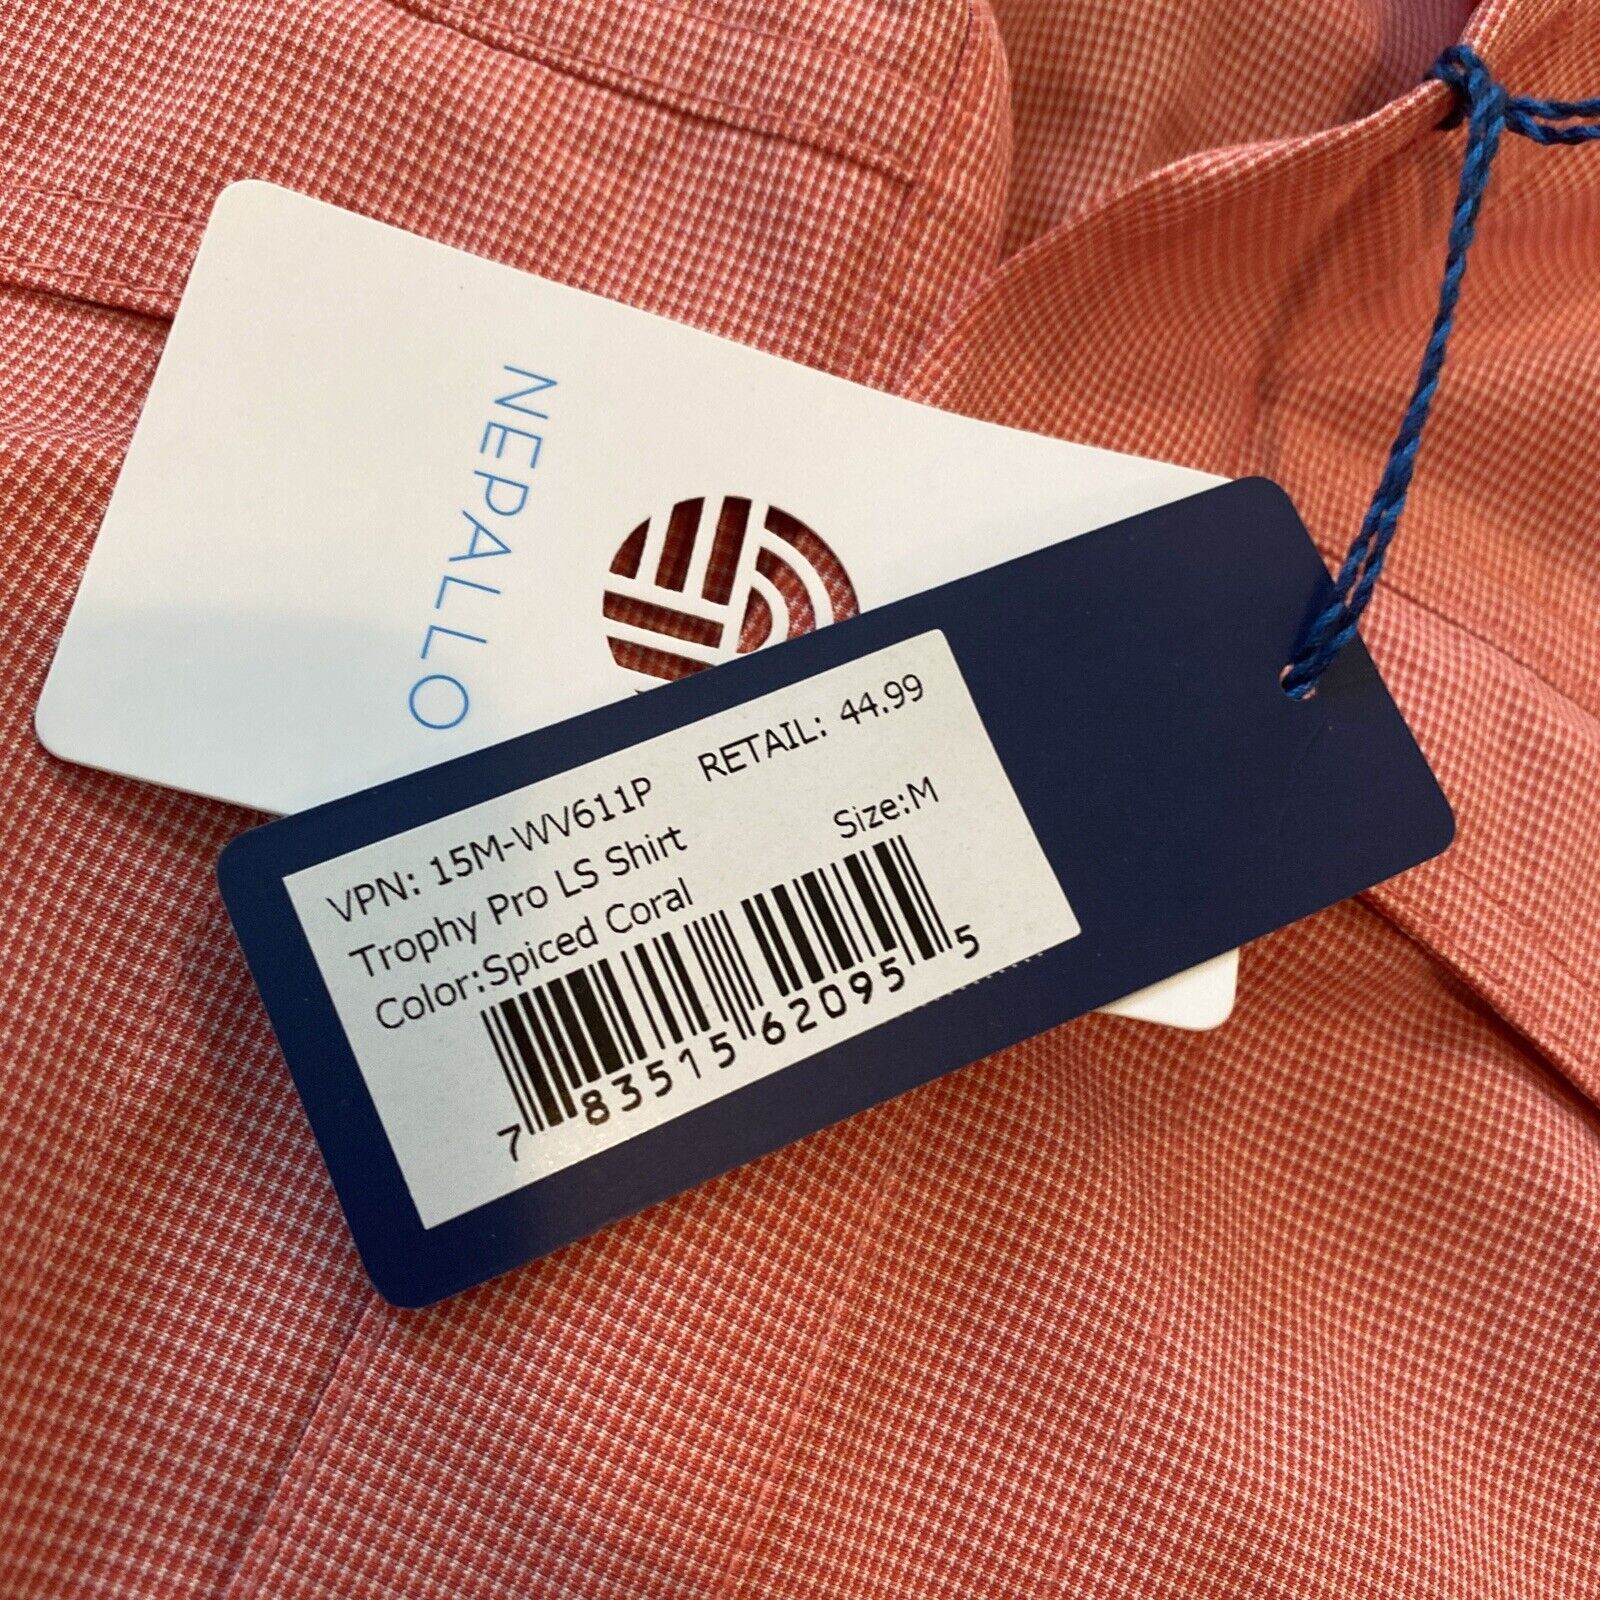 NEPALLO
VPN: 15M-WV611P RETAIL: 44.99
Trophy Pro LS Shirt
Color:Spiced Coral Size:M
7 83515 62095 5